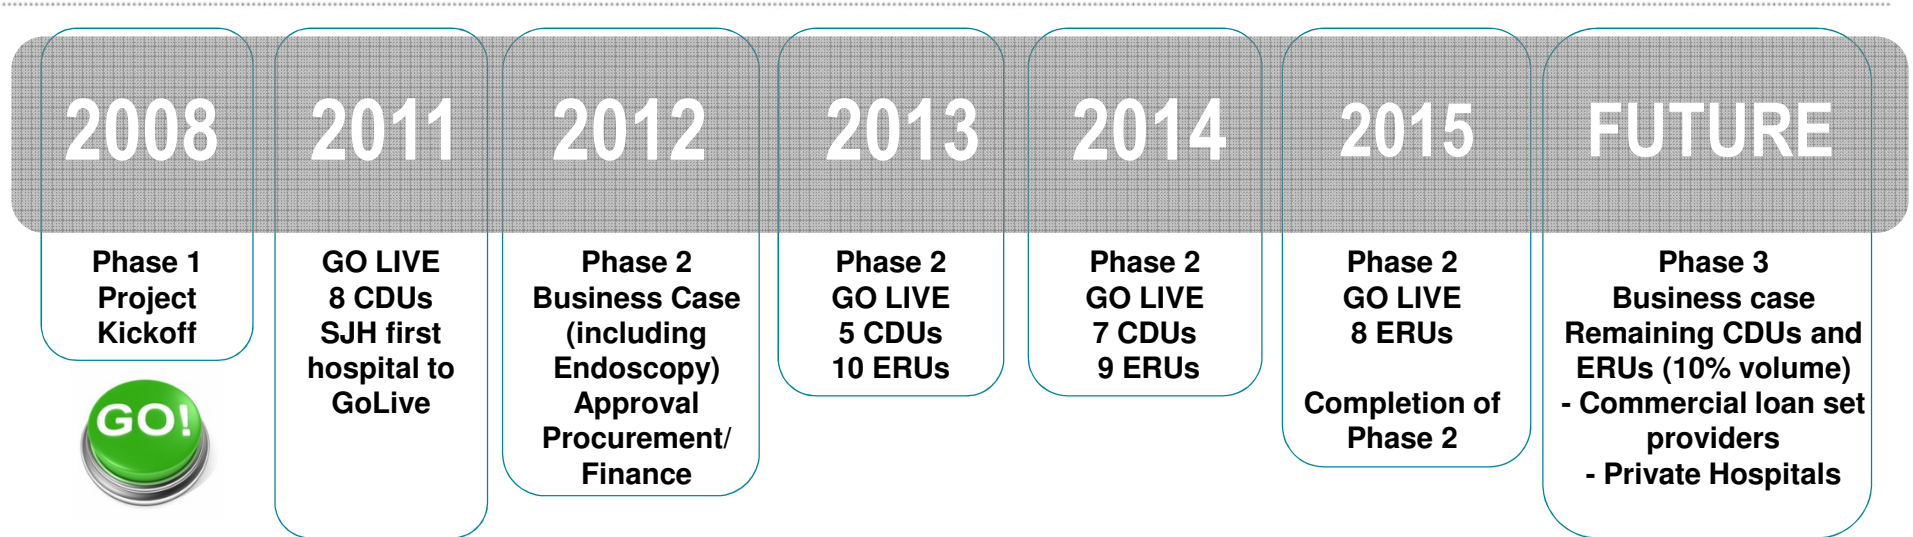 2008
Phase 1
Project
Kickoff
GO!
2011
GO LIVE
8 CDUs
SJH first
hospital to
GoLive
2012
Phase 2
Business Case
(including
Endoscopy)
Approval
Procurement/
Finance
2013
Phase 2
GO LIVE
5 CDUs
10 ERUs
2014
Phase 2
GO LIVE
7 CDUs
9 ERUs
2015
Phase 2
GO LIVE
8 ERUs
Completion of
Phase 2
FUTURE
Phase 3
Business case
Remaining CDUs and
ERUs (10% volume)
- Commercial loan set
providers
- Private Hospitals